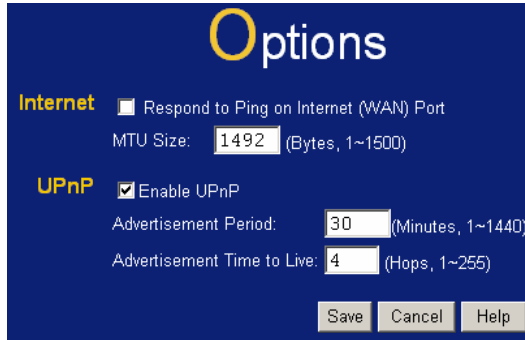 Options
Internet Respond to Ping on Internet (WAN) Port
MTU Size: 1492 (Bytes, 1~1500)
UPnP Enable UPnP
Advertisement Period: 30 (Minutes, 1~1440)
Advertisement Time to Live: 4 (Hops, 1~255)
Save Cancel Help